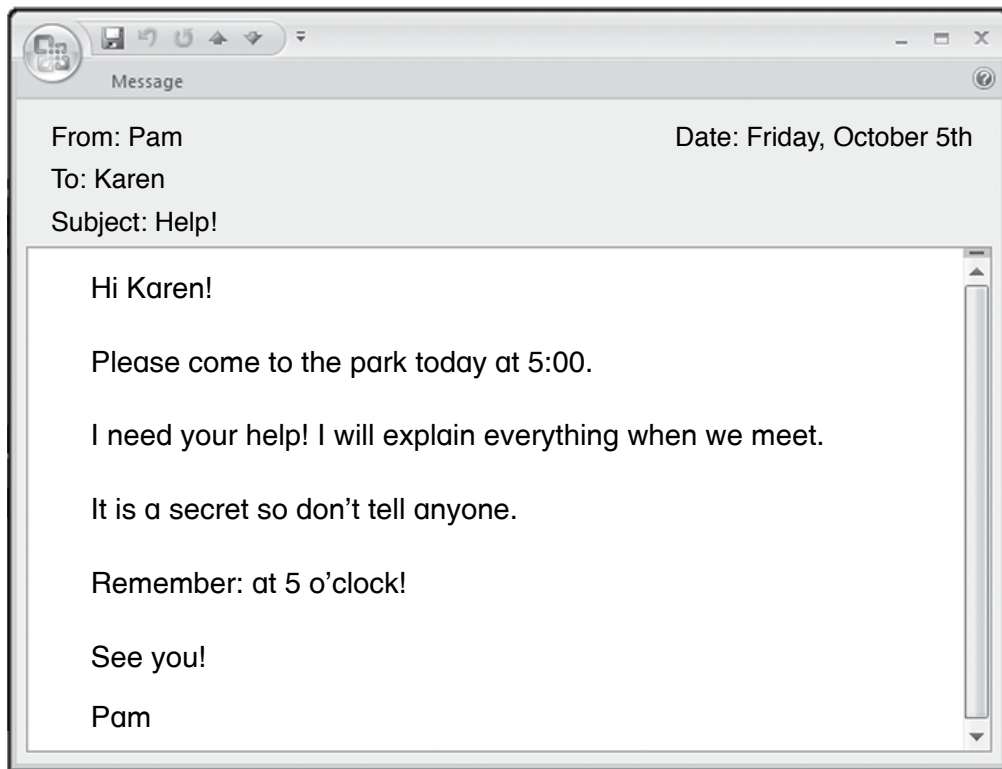 Message
From: Pam
Date: Friday, October 5th
To: Karen
Subject: Help!
Hi Karen!
Please come to the park today at 5:00.
I need your help! I will explain everything when we meet.
It is a secret so don’t tell anyone.
Remember: at 5 o’clock!
See you!
Pam